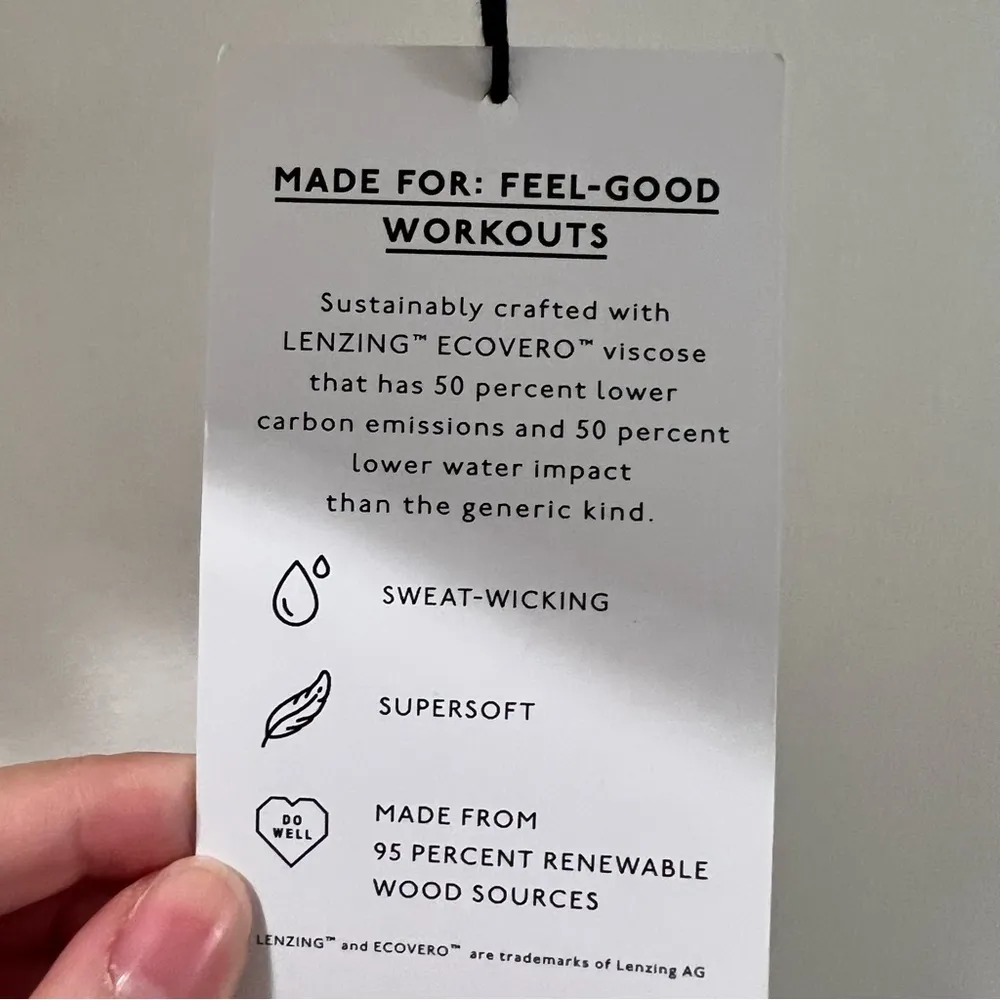 MADE FOR: FEEL-GOOD
WORKOUTS
Sustainably crafted with
LENZING™ ECOVERO™ viscose
that has 50 percent lower
carbon emissions and 50 percent
lower water impact
than the generic kind.
SWEAT-WICKING
SUPERSOFT
DO
WELL
MADE FROM
95 PERCENT RENEWABLE
WOOD SOURCES
LENZING™ and ECOVERO™ are trademarks of Lenzing AG